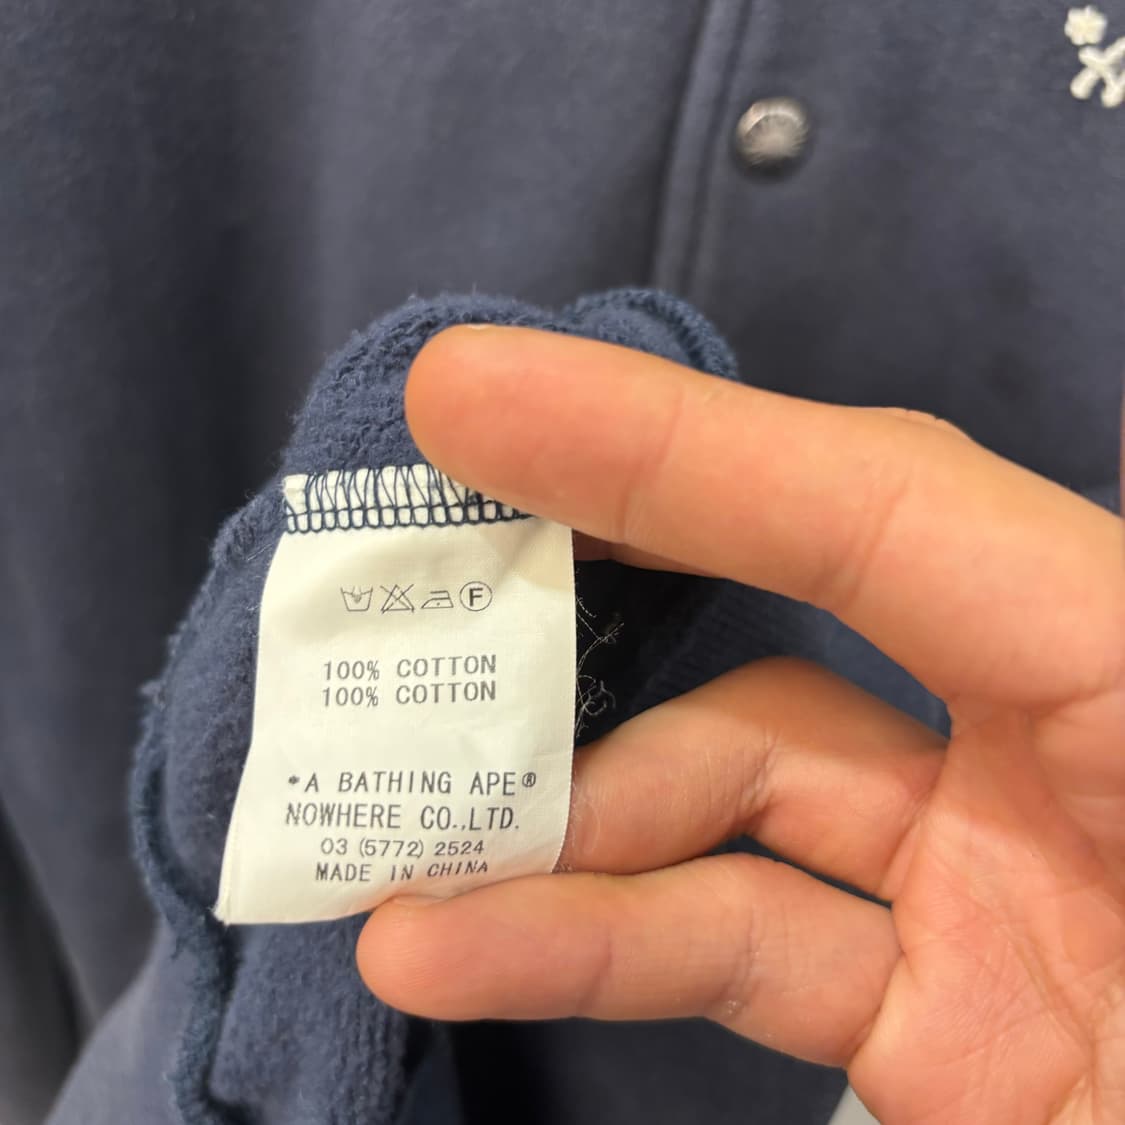 F
100% COTTON
100% COTTON
*A BATHING APE®
NOWHERE CO.,LTD.
03 (5772) 2524
MADE IN CHINA